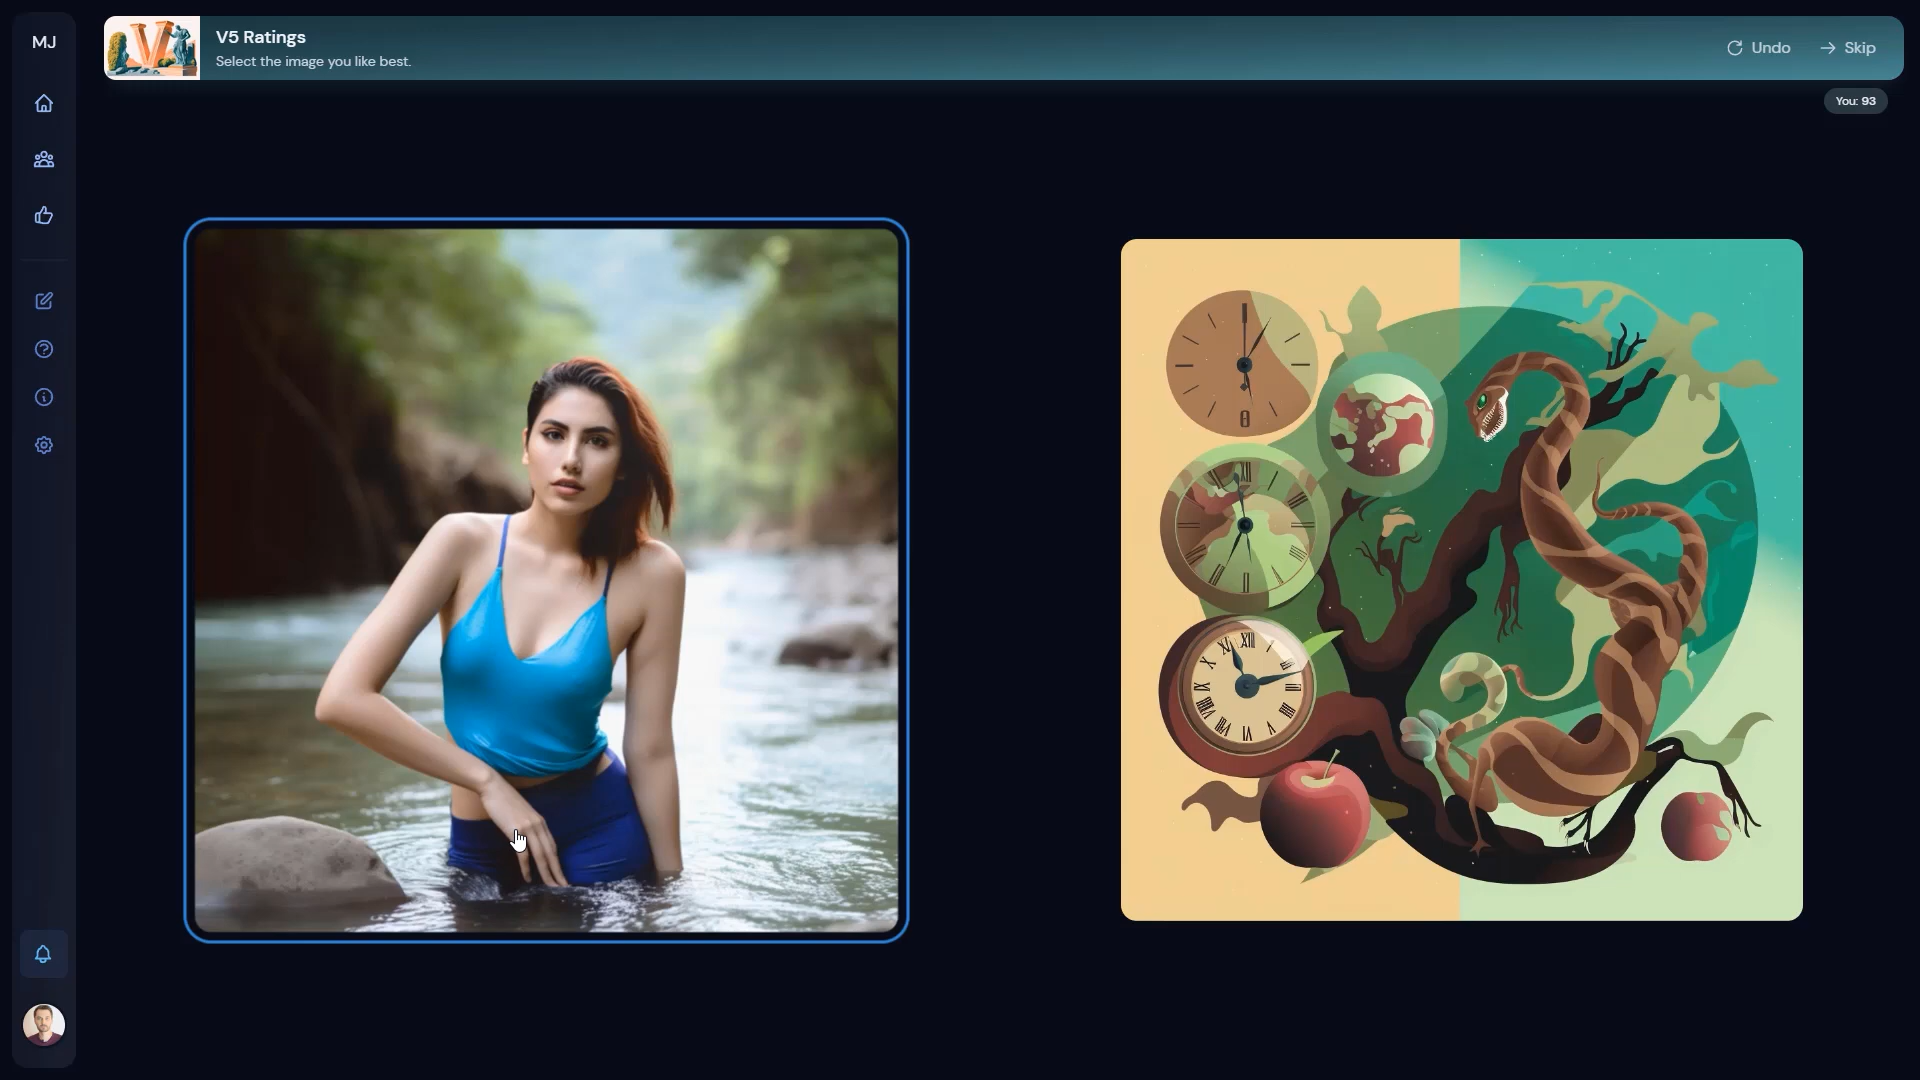 MJ
V5 Ratings
Select the image you like best.
Undo
Skip
You: 93